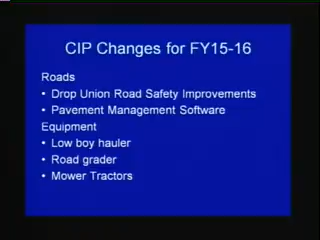 CIP Changes for FY15-16
Roads
• Drop Union Road Safety Improvements
• Pavement Management Software
Equipment
• Low boy hauler
• Road grader
• Mower Tractors